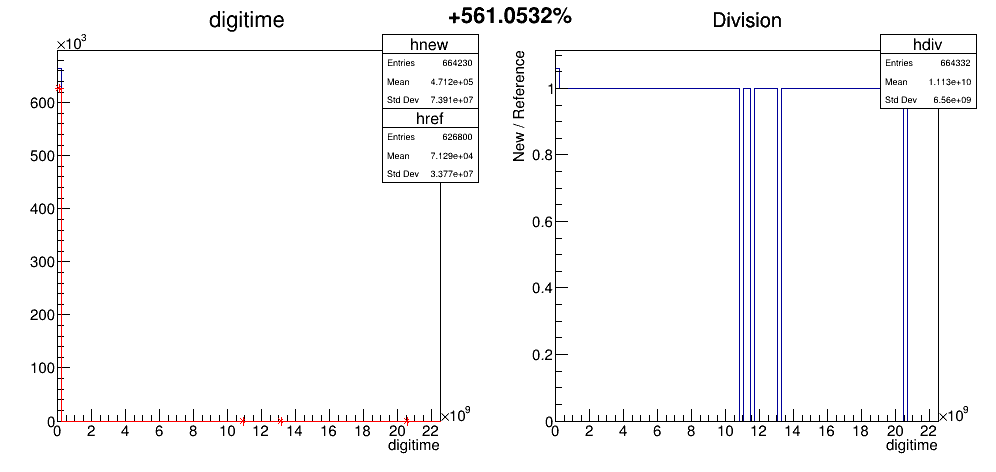 +561.0532%
digitime
×10³
600
500
400
300
200
100
0
0 2 4 6 8 10 12 14 16 18 20 22
×10⁹
digitime
hnew
Entries 664230
Mean 4.712e+05
Std Dev 7.391e+07
href
Entries 626800
Mean 7.129e+04
Std Dev 3.377e+07
Division
New / Reference
1
0.8
0.6
0.4
0.2
0
0 2 4 6 8 10 12 14 16 18 20 22
×10⁹
digitime
hdiv
Entries 664332
Mean 1.113e+10
Std Dev 6.56e+09